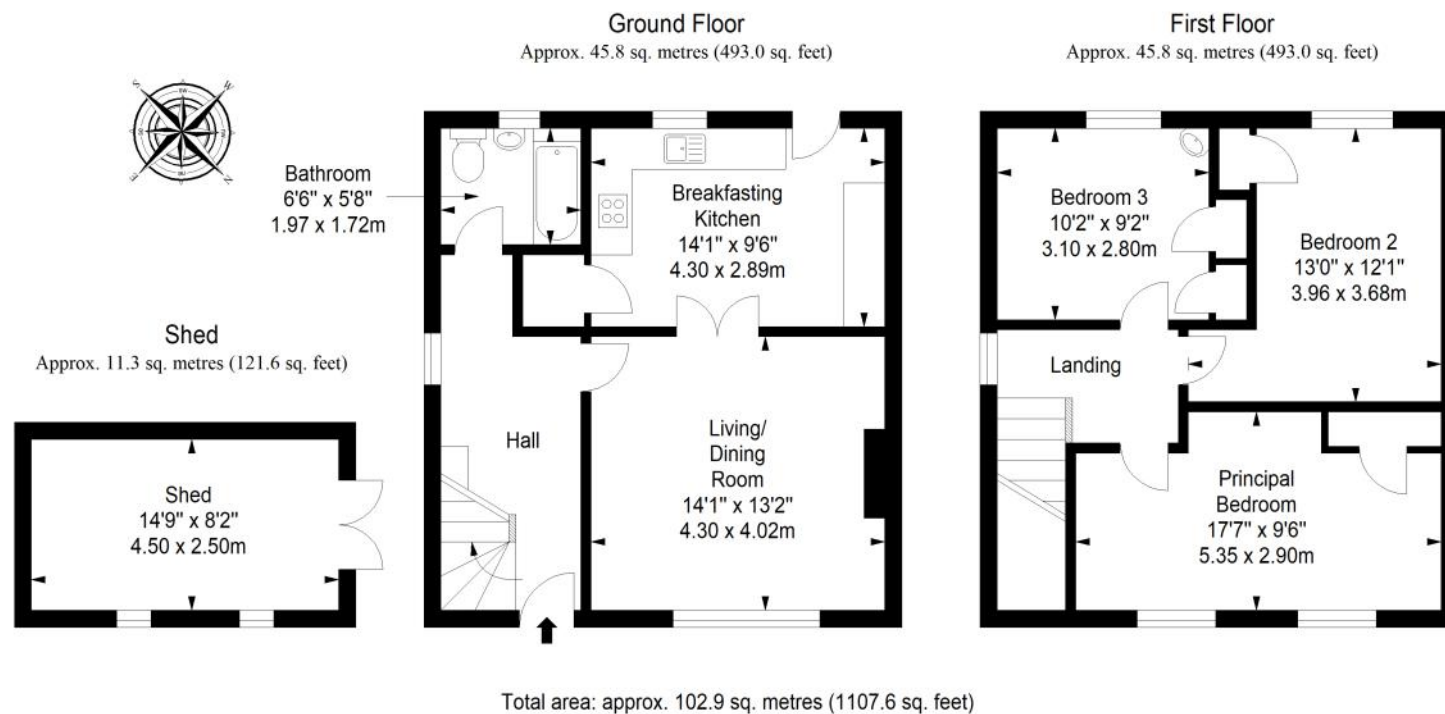 Ground Floor
Approx. 45.8 sq. metres (493.0 sq. feet)
First Floor
Approx. 45.8 sq. metres (493.0 sq. feet)
S
W
E
N
Bathroom
6'6" x 5'8"
1.97 x 1.72m
Breakfasting
Kitchen
14'1" x 9'6"
4.30 x 2.89m
Bedroom 3
10'2" x 9'2"
3.10 x 2.80m
Bedroom 2
13'0" x 12'1"
3.96 x 3.68m
Shed
Approx. 11.3 sq. metres (121.6 sq. feet)
Landing
Hall
Living/
Dining
Room
14'1" x 13'2"
4.30 x 4.02m
Shed
14'9" x 8'2"
4.50 x 2.50m
Principal
Bedroom
17'7" x 9'6"
5.35 x 2.90m
Total area: approx. 102.9 sq. metres (1107.6 sq. feet)